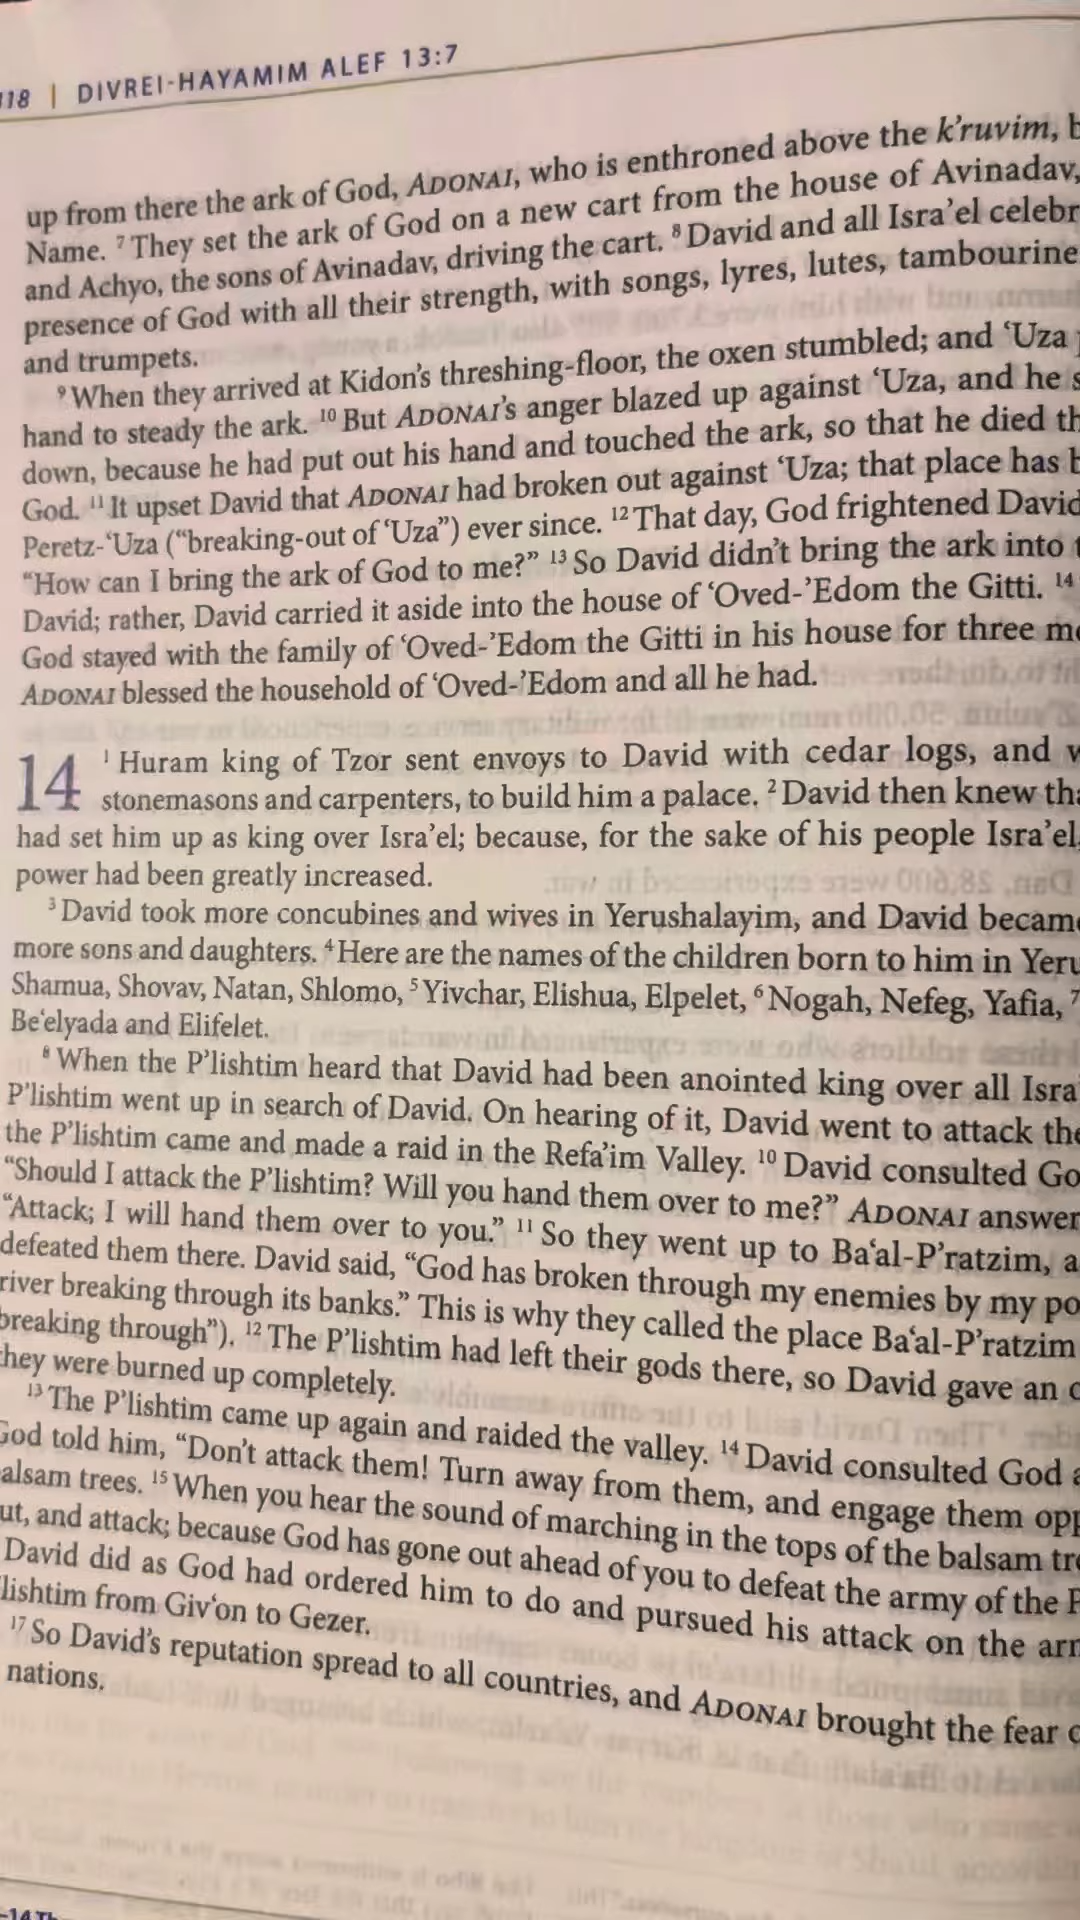 118 | DIVREI-HAYAMIM ALEF 13:7
up from there the ark of God, ADONAI, who is enthroned above the k'ruvim,
Name. 7 They set the ark of God on a new cart from the house of Avinadav,
and Achyo, the sons of Avinadav, driving the cart. 8 David and all Isra'el celebr
presence of God with all their strength, with songs, lyres, lutes, tambourine
and trumpets.
9 When they arrived at Kidon's threshing-floor, the oxen stumbled; and 'Uza
hand to steady the ark. 10 But ADONAI's anger blazed up against 'Uza, and he s
down, because he had put out his hand and touched the ark, so that he died th
God. 11 It upset David that ADONAI had broken out against 'Uza; that place has b
Peretz-'Uza ("breaking-out of 'Uza") ever since. 12 That day, God frightened David
"How can I bring the ark of God to me?" 13 So David didn't bring the ark into t
David; rather, David carried it aside into the house of 'Oved-'Edom the Gitti. 14
God stayed with the family of 'Oved-'Edom the Gitti in his house for three mo
ADONAI blessed the household of 'Oved-'Edom and all he had.
14 1 Huram king of Tzor sent envoys to David with cedar logs, and w
stonemasons and carpenters, to build him a palace. 2 David then knew tha
had set him up as king over Isra'el; because, for the sake of his people Isra'el,
power had been greatly increased.
3 David took more concubines and wives in Yerushalayim, and David became
more sons and daughters. 4 Here are the names of the children born to him in Yeru
Shamua, Shovav, Natan, Shlomo, 5 Yivchar, Elishua, Elpelet, 6 Nogah, Nefeg, Yafia, 7
Be'elyada and Elifelet.
8 When the P'lishtim heard that David had been anointed king over all Isra
P'lishtim went up in search of David. On hearing of it, David went to attack the
the P'lishtim came and made a raid in the Refa'im Valley. 10 David consulted Go
"Should I attack the P'lishtim? Will you hand them over to me?" ADONAI answer
"Attack; I will hand them over to you." 11 So they went up to Ba'al-P'ratzim, a
defeated them there. David said, "God has broken through my enemies by my po
river breaking through its banks." This is why they called the place Ba'al-P'ratzim
breaking through"). 12 The P'lishtim had left their gods there, so David gave an o
they were burned up completely.
13 The P'lishtim came up again and raided the valley. 14 David consulted God a
God told him, "Don't attack them! Turn away from them, and engage them opp
alsam trees. 15 When you hear the sound of marching in the tops of the balsam tre
ut, and attack; because God has gone out ahead of you to defeat the army of the P
David did as God had ordered him to do and pursued his attack on the arm
lishtim from Giv'on to Gezer.
17 So David's reputation spread to all countries, and ADONAI brought the fear o
nations.